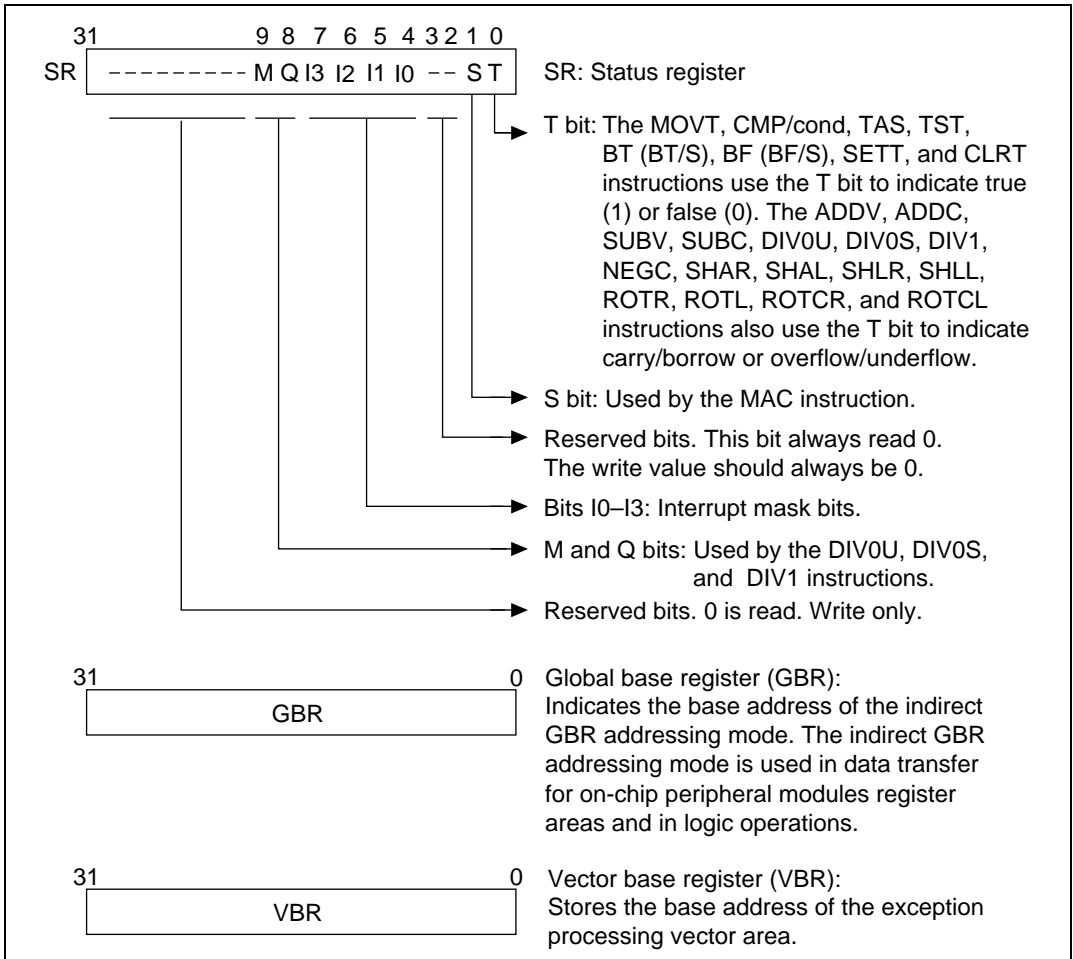 31 9 8 7 6 5 4 3 2 1 0
SR --------- M Q I3 I2 I1 I0 -- S T SR: Status register
T bit: The MOVT, CMP/cond, TAS, TST,
BT (BT/S), BF (BF/S), SETT, and CLRT
instructions use the T bit to indicate true
(1) or false (0). The ADDV, ADDC,
SUBV, SUBC, DIV0U, DIV0S, DIV1,
NEGC, SHAR, SHAL, SHLR, SHLL,
ROTR, ROTL, ROTCR, and ROTCL
instructions also use the T bit to indicate
carry/borrow or overflow/underflow.
S bit: Used by the MAC instruction.
Reserved bits. This bit always read 0.
The write value should always be 0.
Bits I0–I3: Interrupt mask bits.
M and Q bits: Used by the DIV0U, DIV0S,
and DIV1 instructions.
Reserved bits. 0 is read. Write only.
31 0 Global base register (GBR):
GBR
Indicates the base address of the indirect
GBR addressing mode. The indirect GBR
addressing mode is used in data transfer
for on-chip peripheral modules register
areas and in logic operations.
31 0 Vector base register (VBR):
VBR
Stores the base address of the exception
processing vector area.